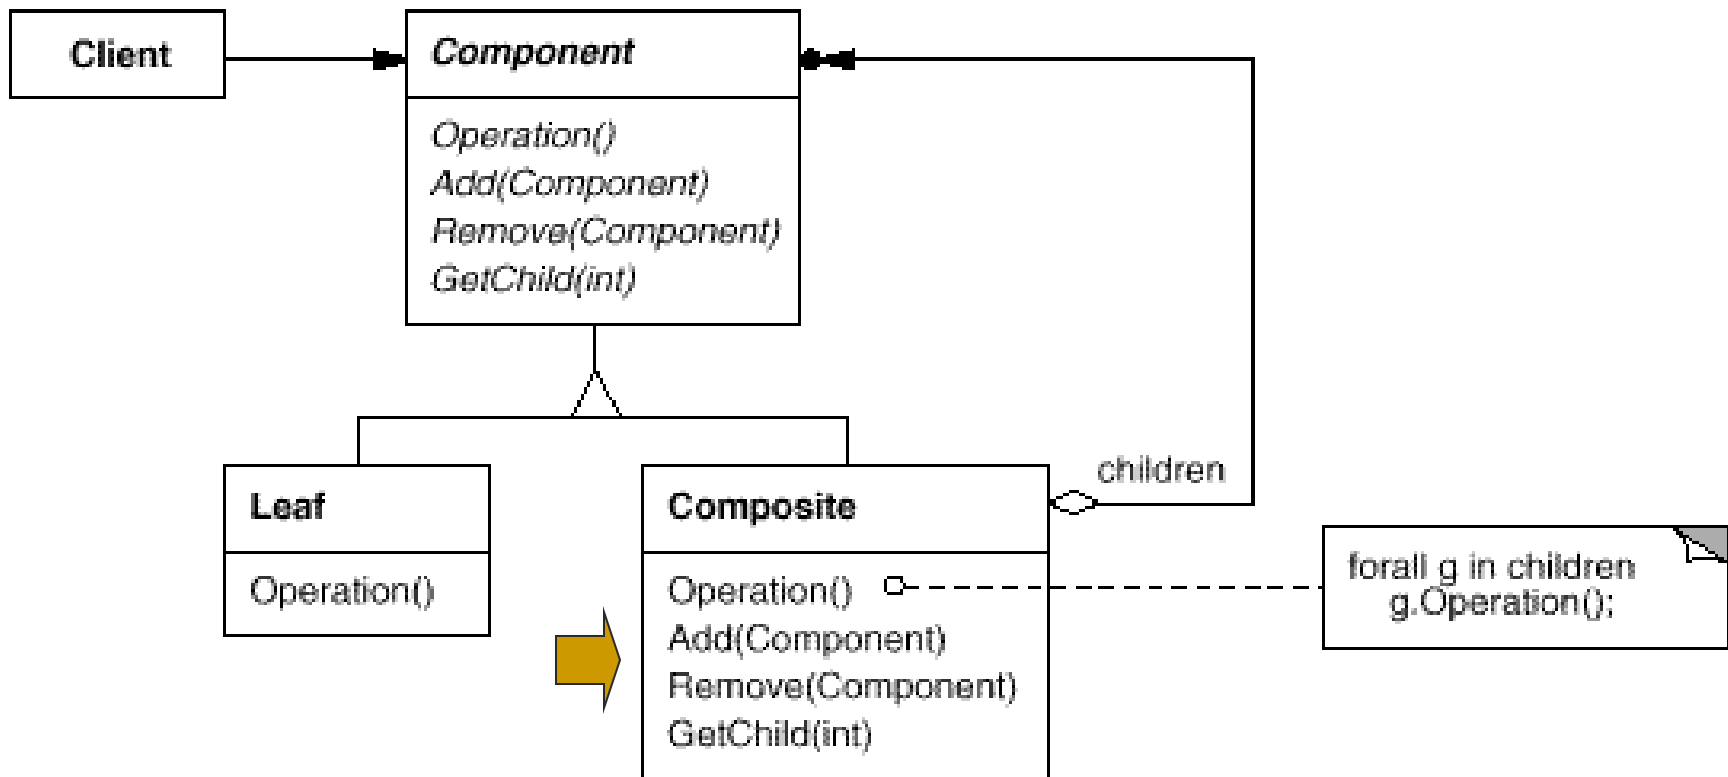 Client
Component
Operation()
Add(Component)
Remove(Component)
GetChild(int)
children
Leaf
Operation()
Composite
Operation()
Add(Component)
Remove(Component)
GetChild(int)
forall g in children
g.Operation();